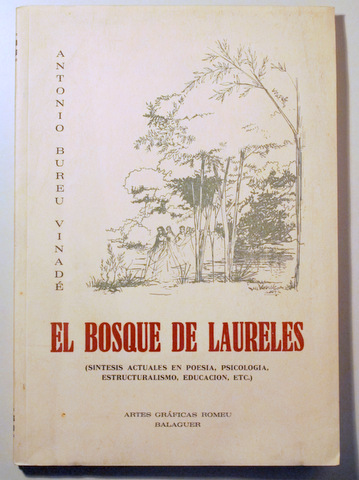 ANTONIO BUREU VINADÉ
EL BOSQUE DE LAURELES
(SINTESIS ACTUALES EN POESIA, PSICOLOGIA,
ESTRUCTURALISMO, EDUCACION, ETC.)
ARTES GRÁFICAS ROMEU
BALAGUER